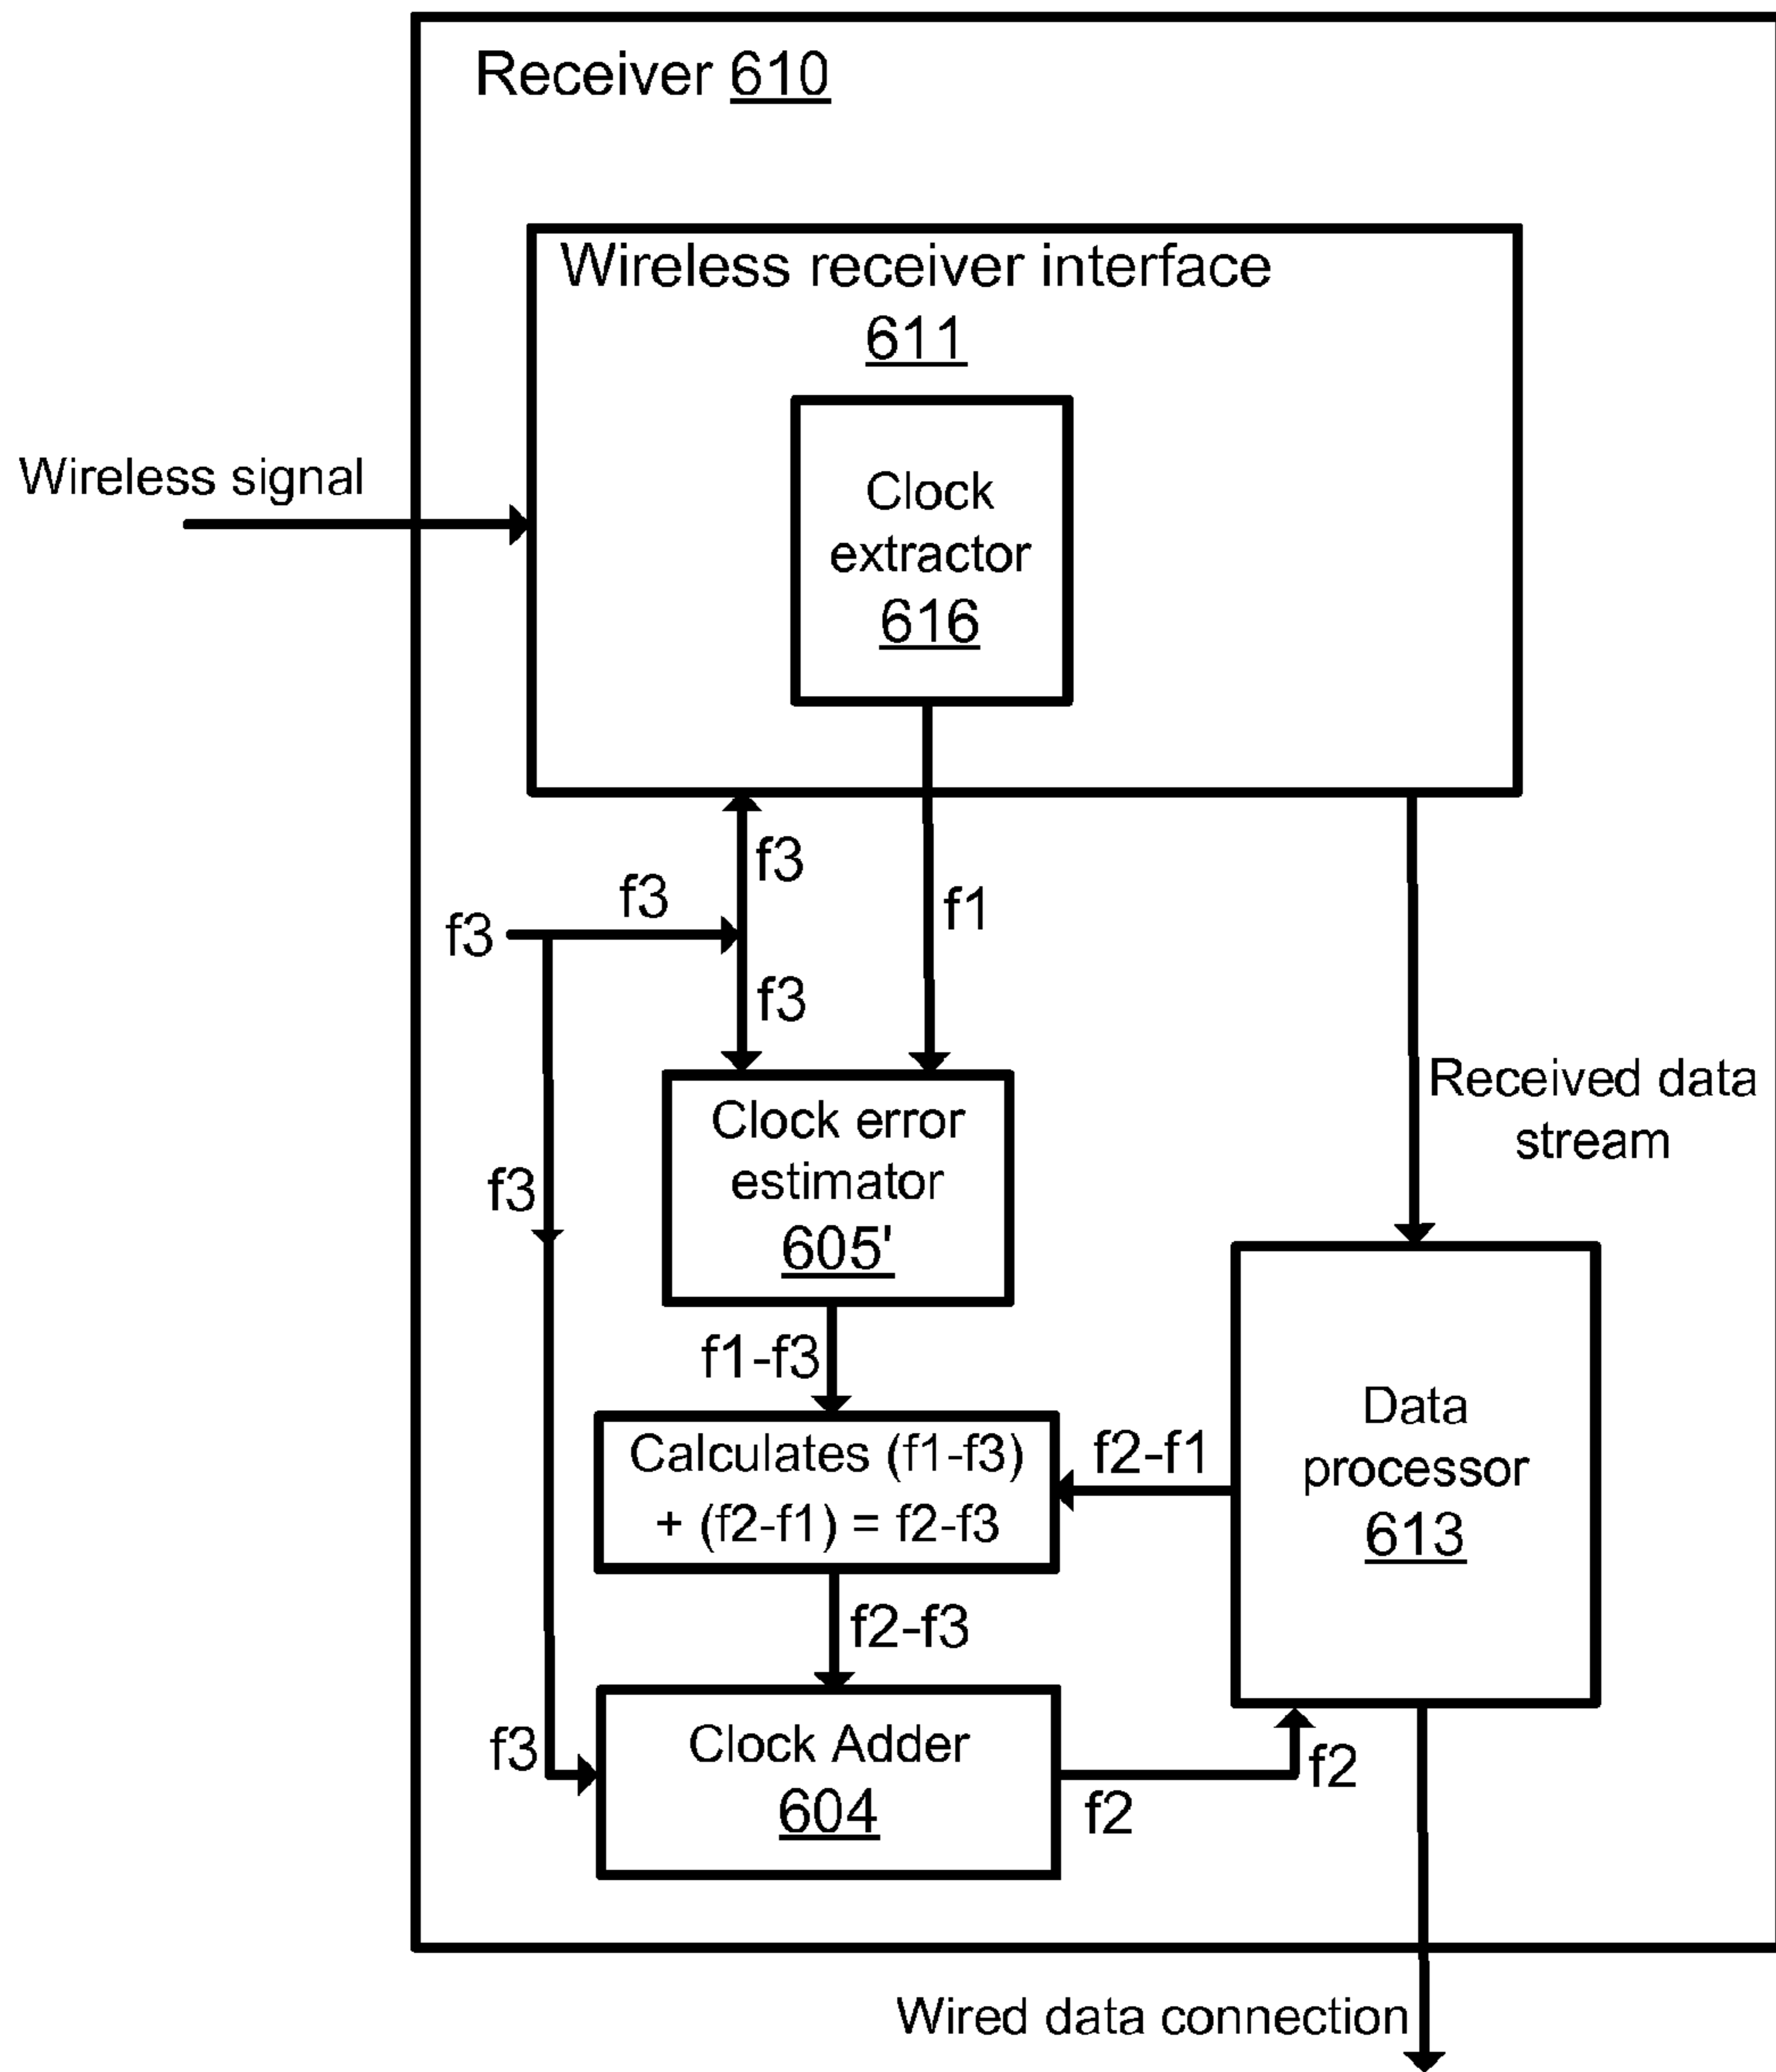 Receiver 610
Wireless receiver interface
611
Wireless signal
Clock
extractor
616
f3
f3
f3
f1
f3
Received data
stream
Clock error
estimator
605'
f3
f1-f3
Calculates (f1-f3)
+ (f2-f1) = f2-f3
f2-f1
Data
processor
613
f2-f3
f3
Clock Adder
604
f2
f2
Wired data connection